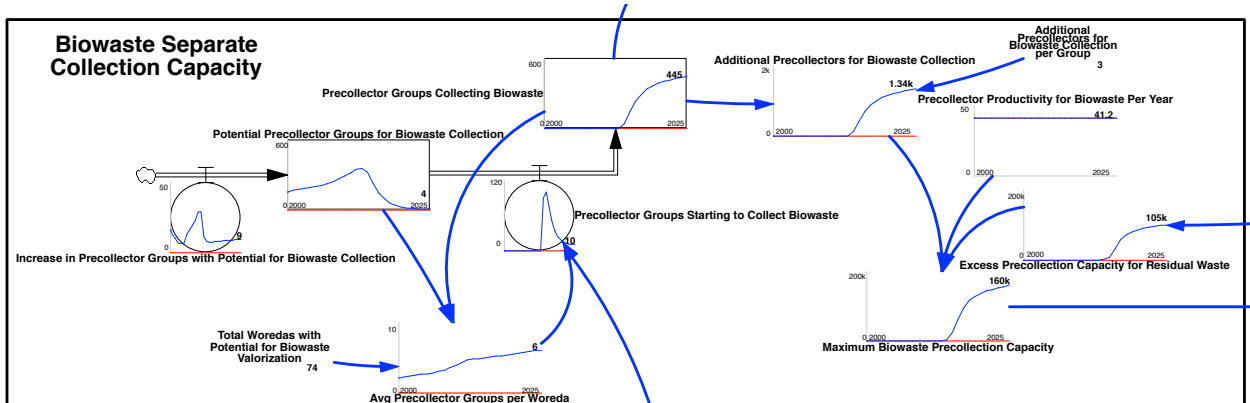 Biowaste Separate
Collection Capacity
600
445
Precollector Groups Collecting Biowaste
0 2000
2025
Additional Precollectors for Biowaste Collection
2k
1.34k
0 2000
2025
Additional
Precollectors for
Biowaste Collection
per Group
3
Precollector Productivity for Biowaste Per Year
50
41.2
0 2000
2025
Potential Precollector Groups for Biowaste Collection
600
4
0 2000
2025
50
9
0
Increase in Precollector Groups with Potential for Biowaste Collection
120
10
0
Precollector Groups Starting to Collect Biowaste
200k
105k
0 2000
2025
Excess Precollection Capacity for Residual Waste
200k
160k
0 2000
2025
Maximum Biowaste Precollection Capacity
Total Woredas with
Potential for Biowaste
Valorization
74
10
6
0 2000
2025
Avg Precollector Groups per Woreda